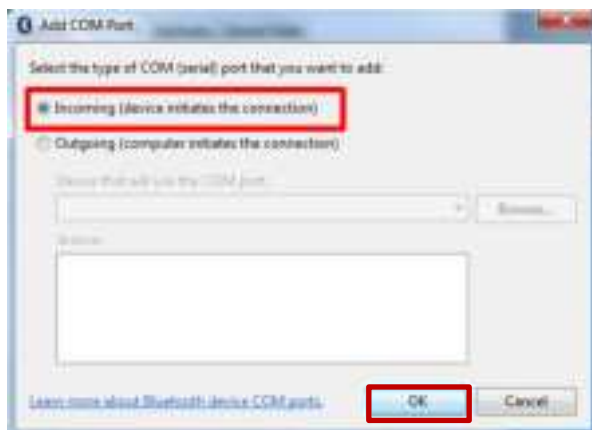 Add COM Port
Select the type of COM (serial) port that you want to add:
Incoming (device initiates the connection)
Outgoing (computer initiates the connection)
Device that will use the COM port:
Browse...
Service:
Learn more about Bluetooth device COM ports.
OK
Cancel